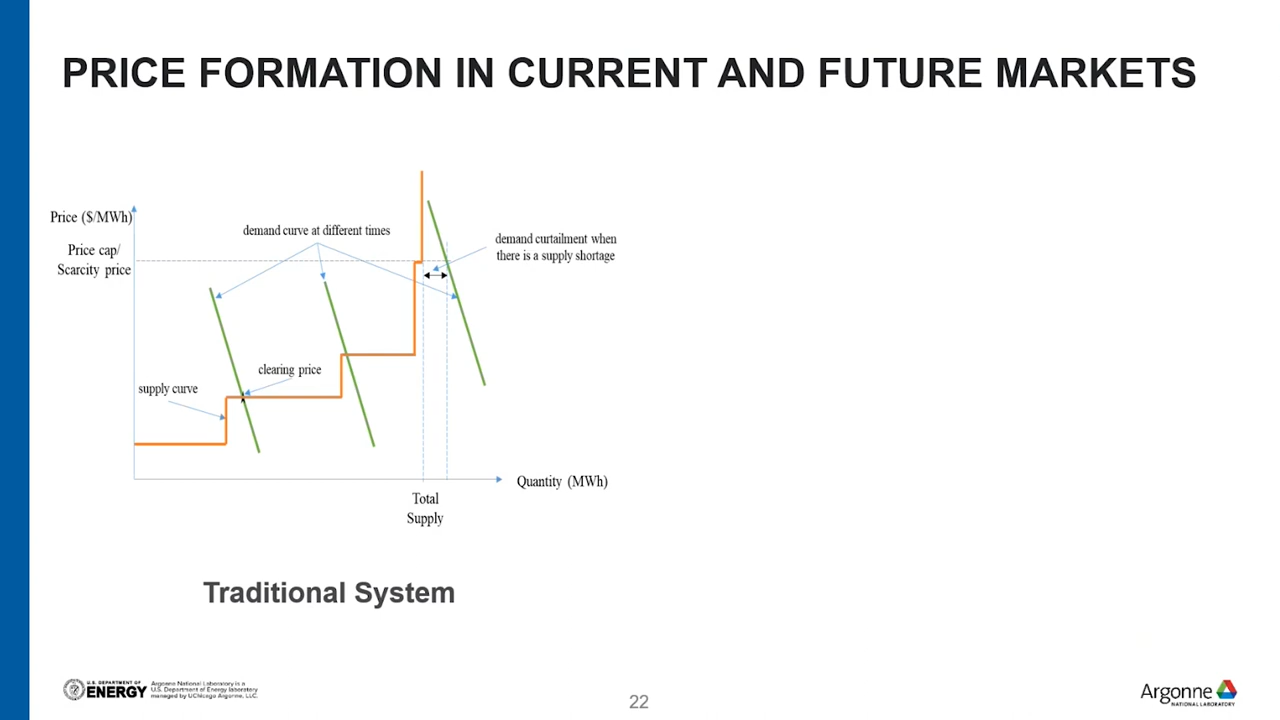 PRICE FORMATION IN CURRENT AND FUTURE MARKETS
Price ($/MWh)
demand curve at different times
demand curtailment when
there is a supply shortage
Price cap/
Scarcity price
clearing price
supply curve
Quantity (MWh)
Total
Supply
Traditional System
U.S. DEPARTMENT OF
ENERGY
Argonne National Laboratory is a
U.S. Department of Energy laboratory
managed by UChicago Argonne, LLC.
22
Argonne
NATIONAL LABORATORY